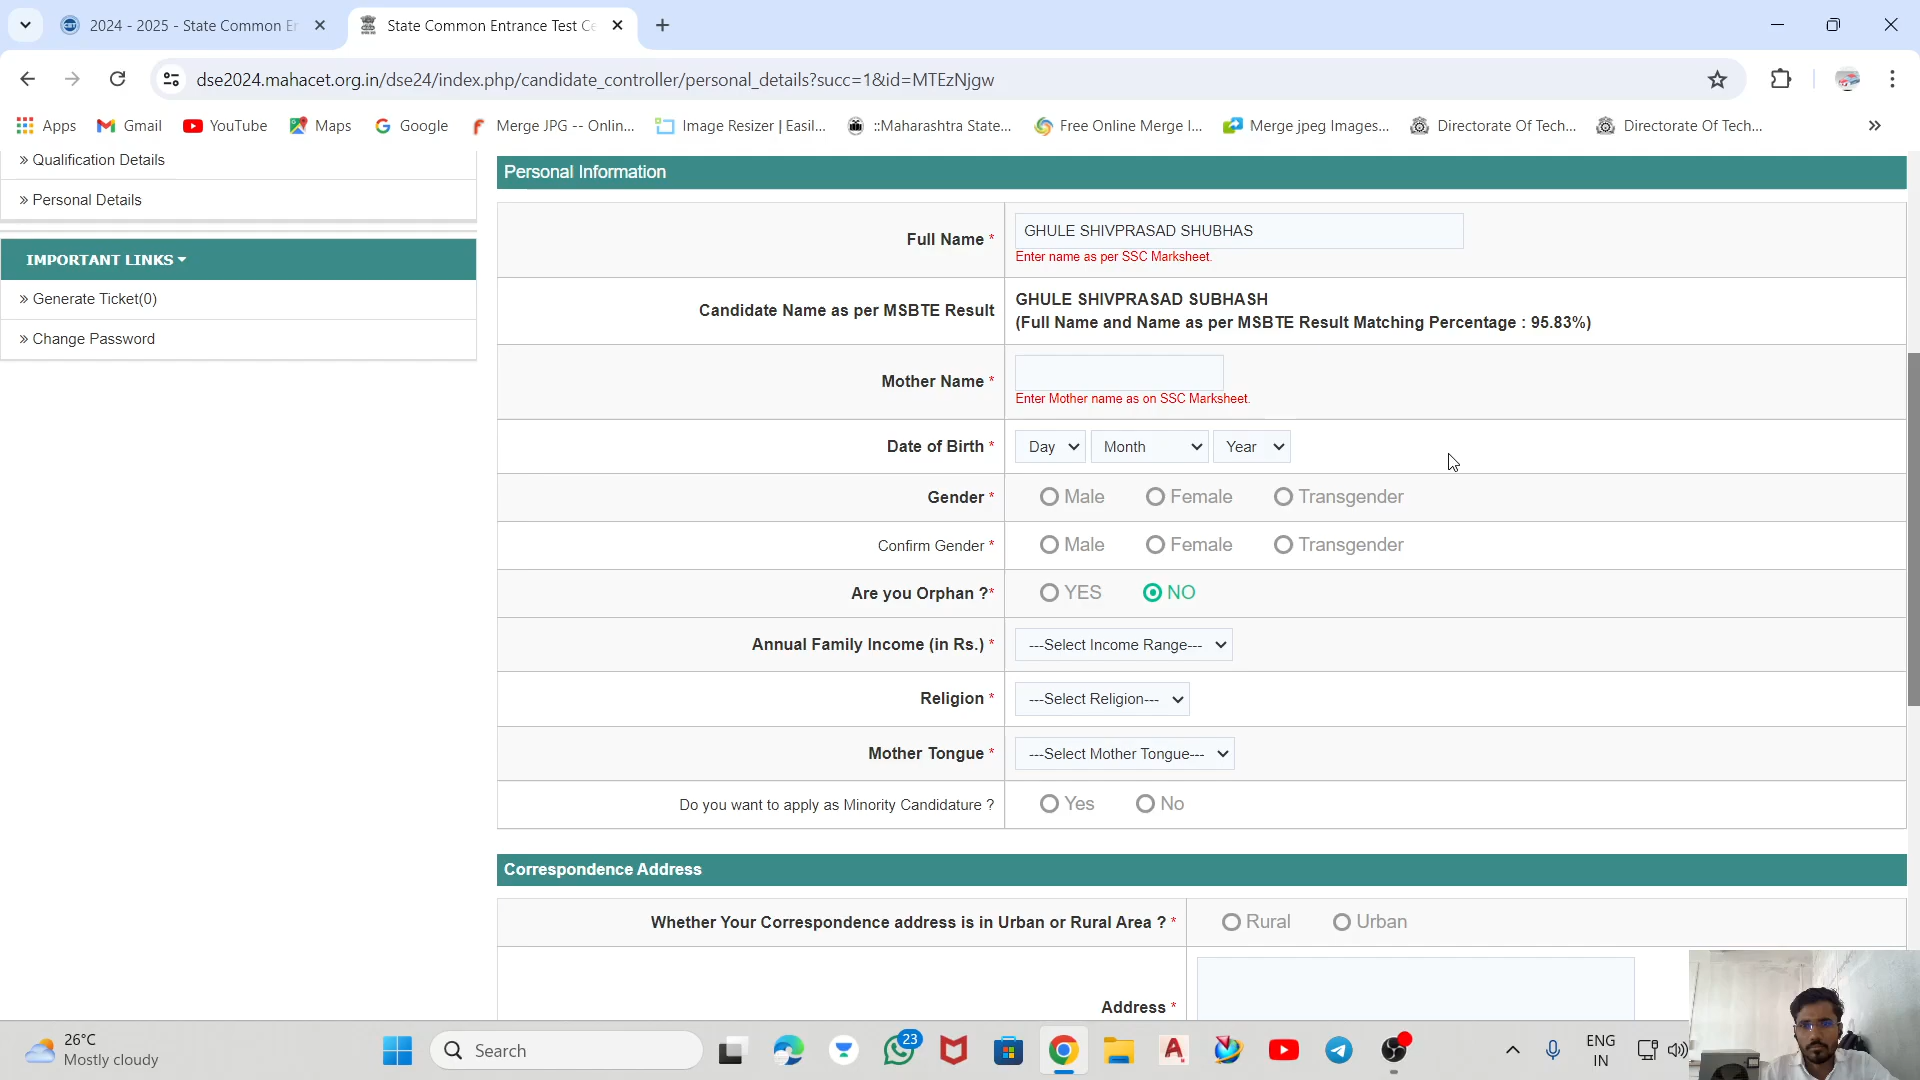 2024 - 2025 - State Common En
State Common Entrance Test Ce
dse2024.mahacet.org.in/dse24/index.php/candidate_controller/personal_details?succ=1&id=MTEzNjgw
Apps
Gmail
YouTube
Maps
Google
Merge JPG -- Onlin...
Image Resizer | Easil...
::Maharashtra State...
Free Online Merge I...
Merge jpeg Images...
Directorate Of Tech...
Directorate Of Tech...
»
» Qualification Details
» Personal Details
IMPORTANT LINKS
» Generate Ticket(0)
» Change Password
Personal Information
Full Name *
GHULE SHIVPRASAD SHUBHAS
Enter name as per SSC Marksheet.
Candidate Name as per MSBTE Result
GHULE SHIVPRASAD SUBHASH
(Full Name and Name as per MSBTE Result Matching Percentage : 95.83%)
Mother Name *
Enter Mother name as on SSC Marksheet.
Date of Birth *
Day
Month
Year
Gender *
Male
Female
Transgender
Confirm Gender *
Male
Female
Transgender
Are you Orphan ?*
YES
NO
Annual Family Income (in Rs.) *
---Select Income Range---
Religion *
---Select Religion---
Mother Tongue *
---Select Mother Tongue---
Do you want to apply as Minority Candidature ?
Yes
No
Correspondence Address
Whether Your Correspondence address is in Urban or Rural Area ? *
Rural
Urban
Address *
26°C
Mostly cloudy
Search
23
ENG
IN